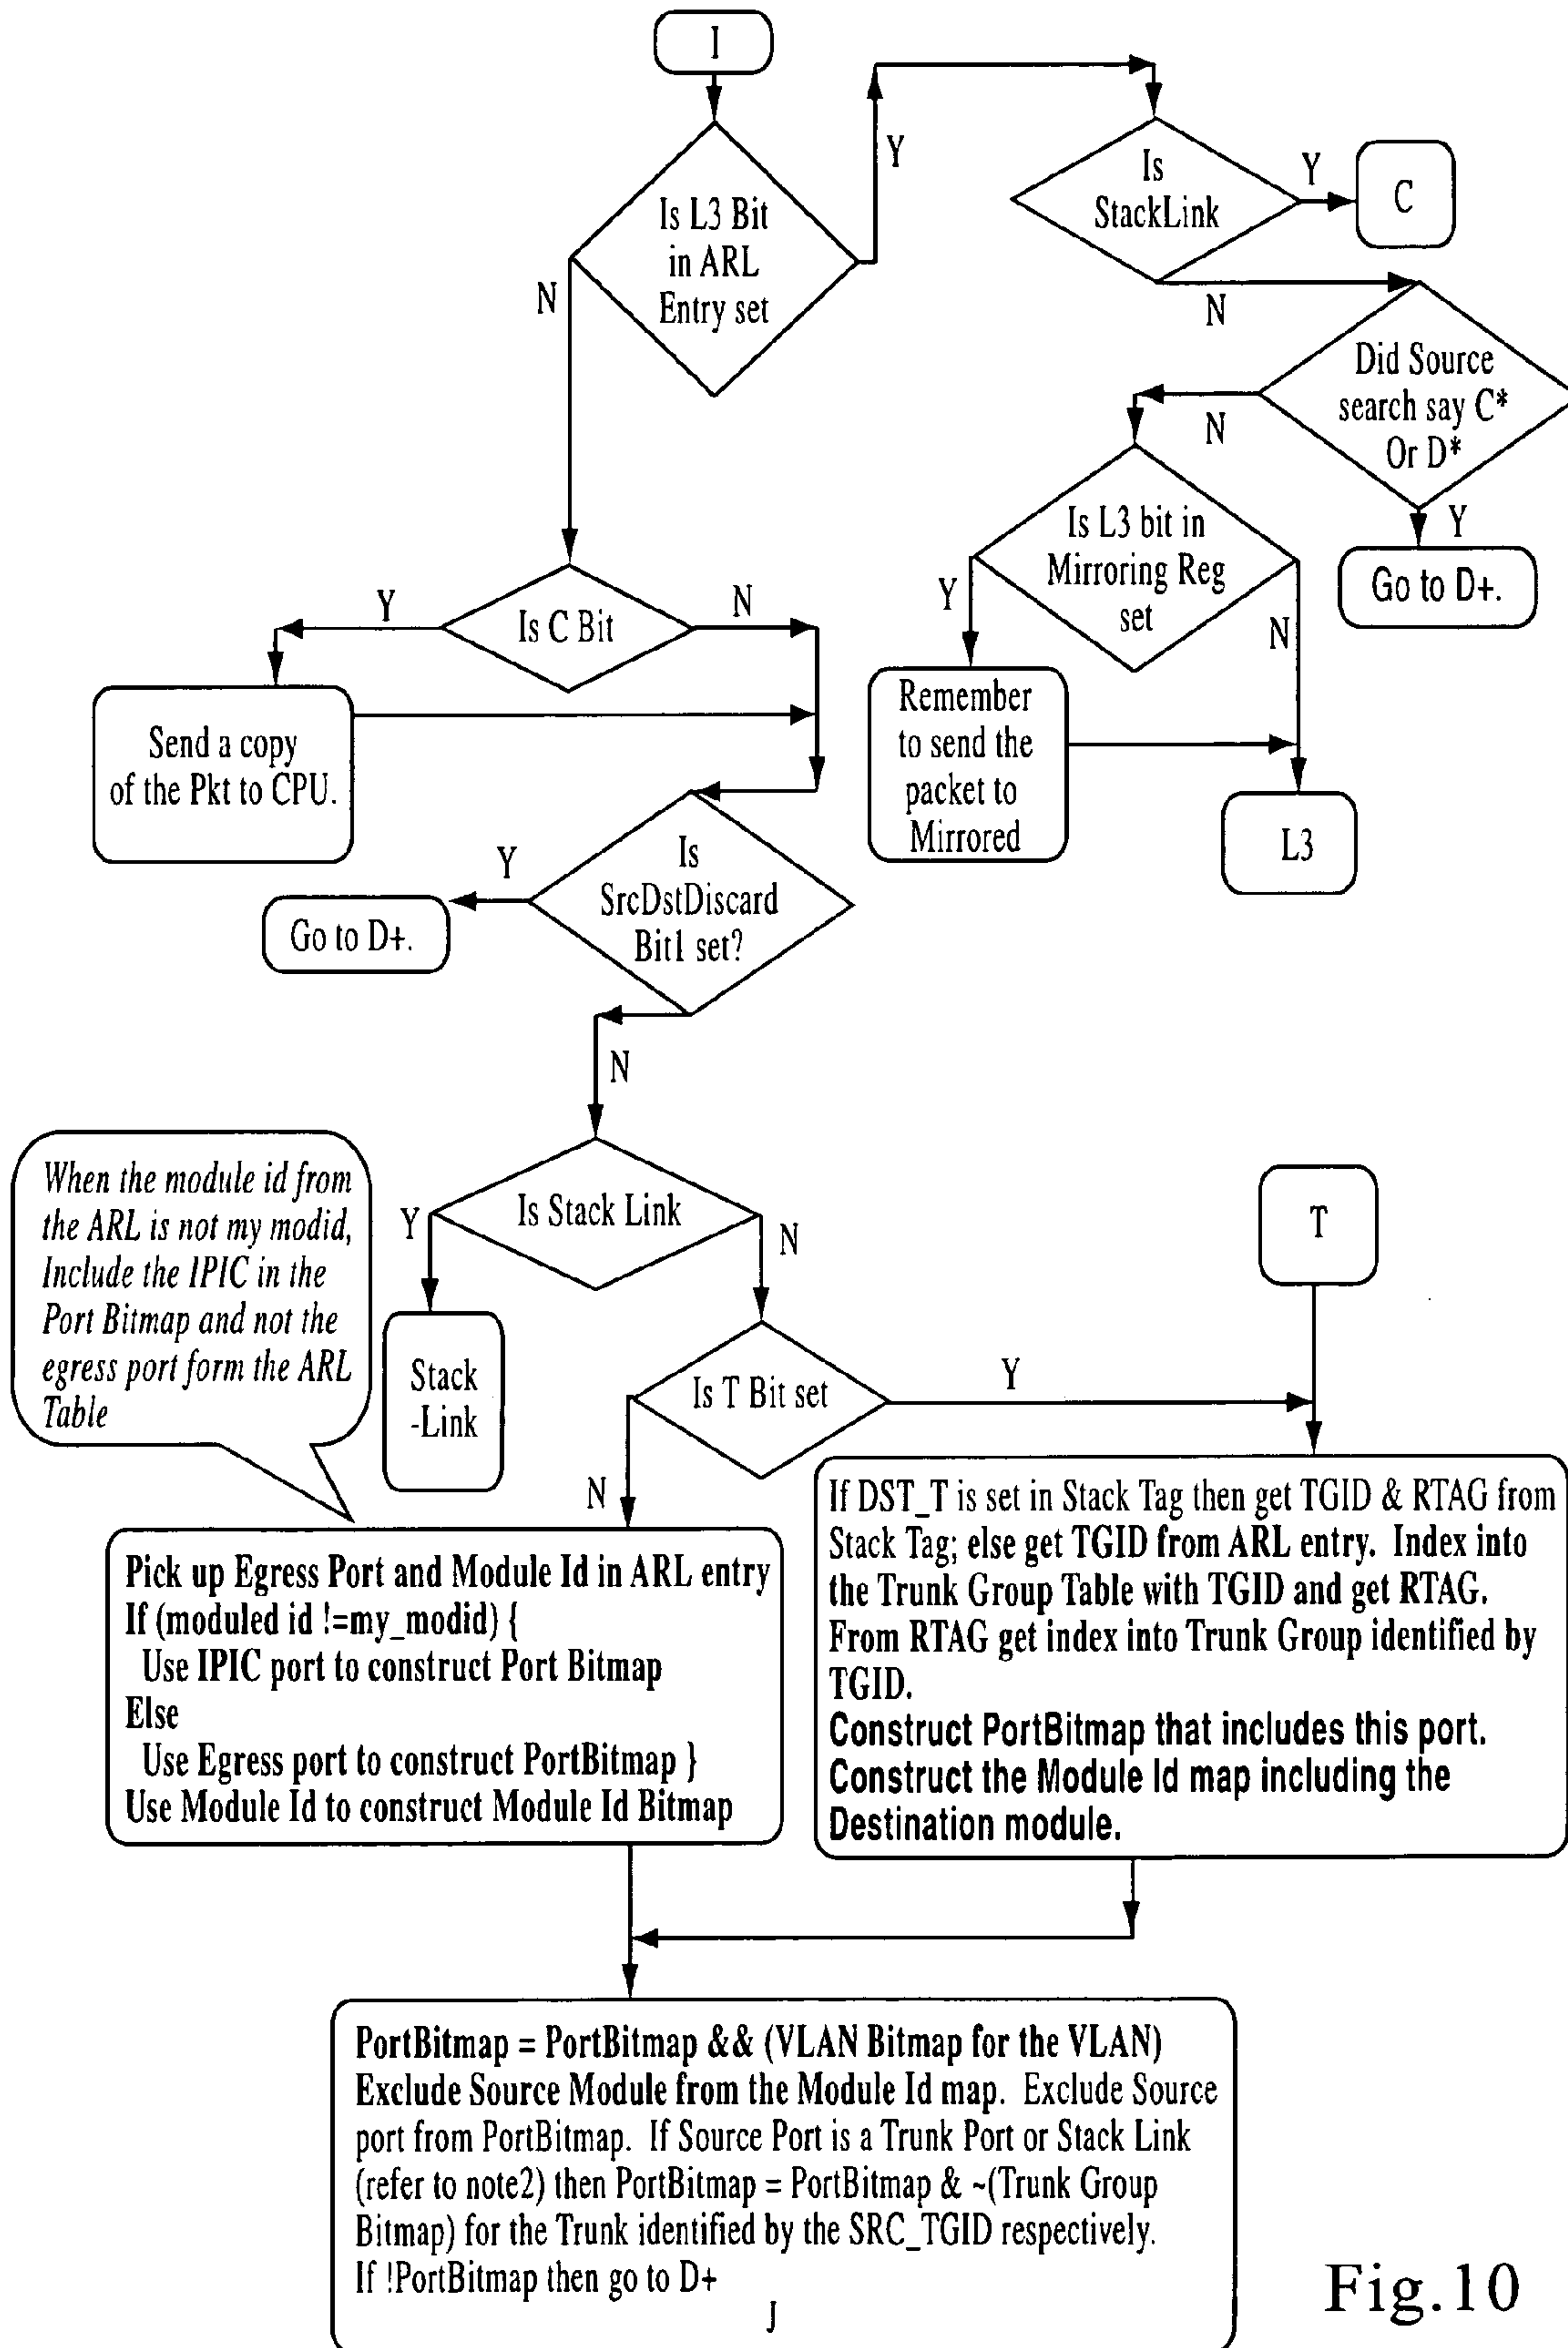 I
Is L3 Bit
in ARL
Entry set
Y
N
Is
StackLink
Y
C
N
Did Source
search say C*
Or D*
N
Y
Go to D+.
Is L3 bit in
Mirroring Reg
set
Y
N
Remember
to send the
packet to
Mirrored
L3
Is C Bit
Y
N
Send a copy
of the Pkt to CPU.
Is
SrcDstDiscard
Bit1 set?
Y
Go to D+.
N
Is Stack Link
Y
N
Stack
-Link
When the module id from
the ARL is not my modid,
Include the IPIC in the
Port Bitmap and not the
egress port form the ARL
Table
T
Is T Bit set
Y
N
Pick up Egress Port and Module Id in ARL entry
If (moduled id !=my_modid) {
Use IPIC port to construct Port Bitmap
Else
Use Egress port to construct PortBitmap }
Use Module Id to construct Module Id Bitmap
If DST_T is set in Stack Tag then get TGID & RTAG from
Stack Tag; else get TGID from ARL entry. Index into
the Trunk Group Table with TGID and get RTAG.
From RTAG get index into Trunk Group identified by
TGID.
Construct PortBitmap that includes this port.
Construct the Module Id map including the
Destination module.
PortBitmap = PortBitmap && (VLAN Bitmap for the VLAN)
Exclude Source Module from the Module Id map. Exclude Source
port from PortBitmap. If Source Port is a Trunk Port or Stack Link
(refer to note2) then PortBitmap = PortBitmap & ~(Trunk Group
Bitmap) for the Trunk identified by the SRC_TGID respectively.
If !PortBitmap then go to D+
J
Fig.10